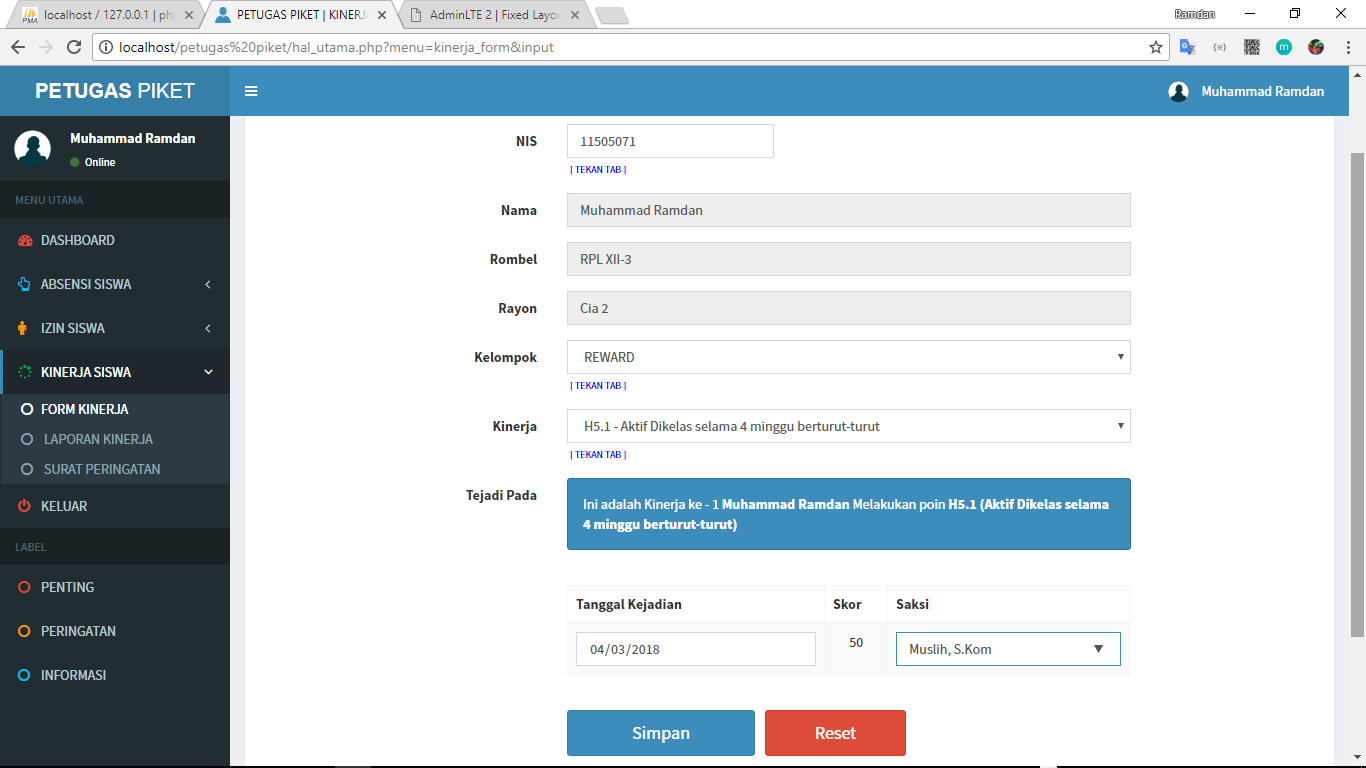 localhost / 127.0.0.1 | ph
PETUGAS PIKET | KINERJ
AdminLTE 2 | Fixed Layou
Ramdan
localhost/petugas%20piket/hal_utama.php?menu=kinerja_form&input
PETUGAS PIKET
Muhammad Ramdan
Muhammad Ramdan
Online
MENU UTAMA
DASHBOARD
ABSENSI SISWA
IZIN SISWA
KINERJA SISWA
FORM KINERJA
LAPORAN KINERJA
SURAT PERINGATAN
KELUAR
LABEL
PENTING
PERINGATAN
INFORMASI
NIS 11505071
[ TEKAN TAB ]
Nama Muhammad Ramdan
Rombel RPL XII-3
Rayon Cia 2
Kelompok REWARD
[ TEKAN TAB ]
Kinerja H5.1 - Aktif Dikelas selama 4 minggu berturut-turut
[ TEKAN TAB ]
Tejadi Pada
Ini adalah Kinerja ke - 1 Muhammad Ramdan Melakukan poin H5.1 (Aktif Dikelas selama
4 minggu berturut-turut)
Tanggal Kejadian Skor Saksi
04/03/2018 50 Muslih, S.Kom
Simpan Reset